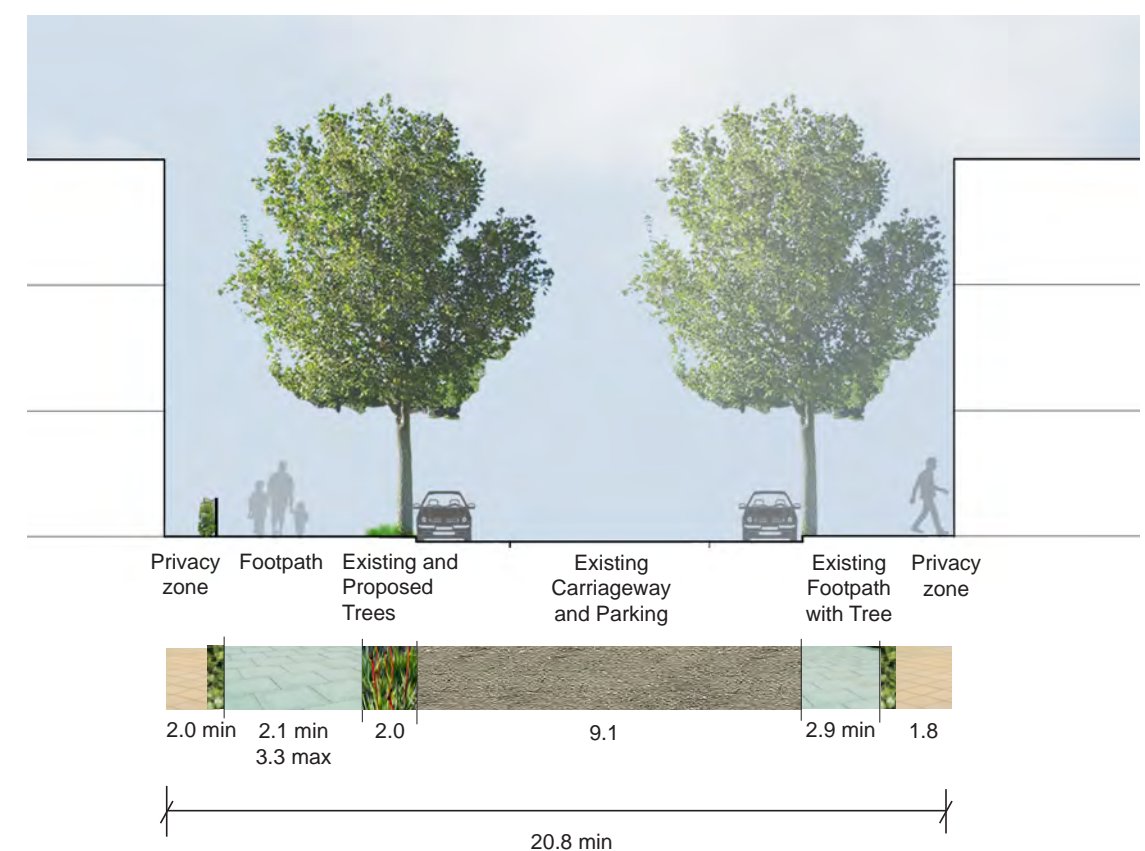 Privacy
zone
Footpath
Existing and
Proposed
Trees
Existing
Carriageway
and Parking
Existing
Footpath
with Tree
Privacy
zone
2.0 min
2.1 min
3.3 max
2.0
9.1
2.9 min
1.8
20.8 min